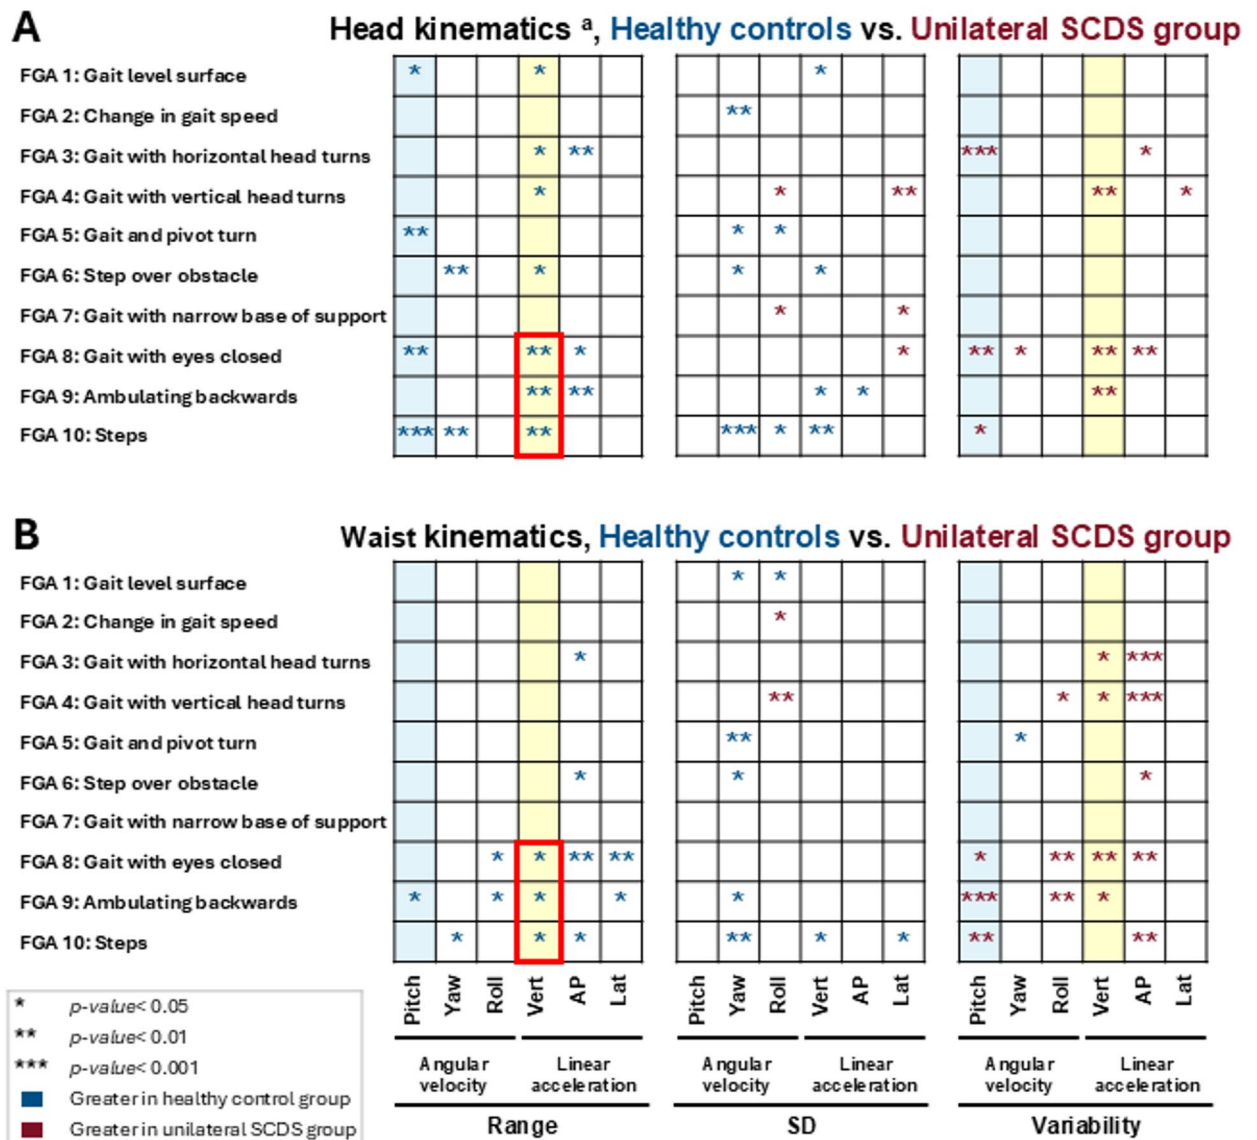 A
Head kinematics ᵃ, Healthy controls vs. Unilateral SCDS group
FGA 1: Gait level surface * * *
FGA 2: Change in gait speed **
FGA 3: Gait with horizontal head turns * ** *** *
FGA 4: Gait with vertical head turns * * ** ** *
FGA 5: Gait and pivot turn ** * *
FGA 6: Step over obstacle ** * * *
FGA 7: Gait with narrow base of support * *
FGA 8: Gait with eyes closed ** ** * * ** * ** **
FGA 9: Ambulating backwards ** ** * * **
FGA 10: Steps *** ** ** *** * ** *
B
Waist kinematics, Healthy controls vs. Unilateral SCDS group
FGA 1: Gait level surface * *
FGA 2: Change in gait speed *
FGA 3: Gait with horizontal head turns * * ***
FGA 4: Gait with vertical head turns ** * * ***
FGA 5: Gait and pivot turn ** *
FGA 6: Step over obstacle * * *
FGA 7: Gait with narrow base of support
FGA 8: Gait with eyes closed * * ** ** * ** ** **
FGA 9: Ambulating backwards * * * * * *** ** *
FGA 10: Steps * * * ** * * ** **
Pitch Yaw Roll Vert AP Lat Pitch Yaw Roll Vert AP Lat Pitch Yaw Roll Vert AP Lat
Angular velocity Linear acceleration Angular velocity Linear acceleration Angular velocity Linear acceleration
Range SD Variability
* p-value< 0.05
** p-value< 0.01
*** p-value< 0.001
Greater in healthy control group
Greater in unilateral SCDS group